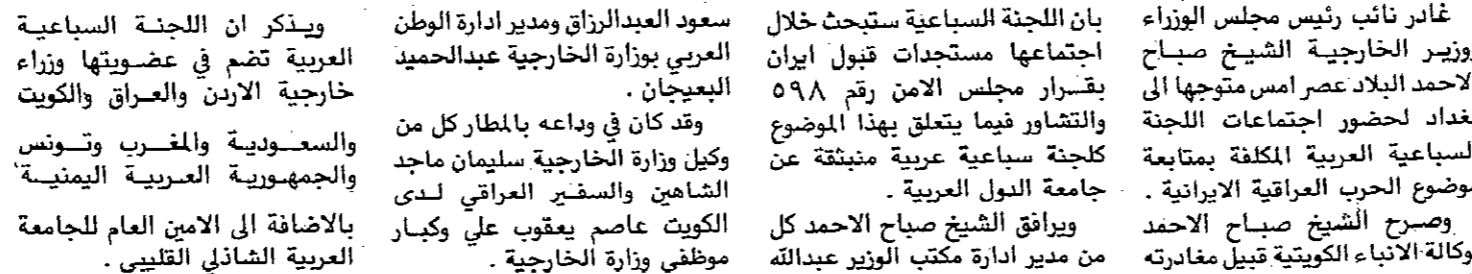 غادر نائب رئيس مجلس الوزراء
وزير الخارجية الشيخ صباح
الاحمد البلاد عصر امس متوجها الى
بغداد لحضور اجتماعات اللجنة
السباعية العربية المكلفة بمتابعة
موضوع الحرب العراقية الايرانية .
وصرح الشيخ صباح الاحمد
لوكالة الانباء الكويتية قبيل مغادرته
بان اللجنة السباعية ستبحث خلال
اجتماعها مستجدات قبول ايران
بقرار مجلس الامن رقم ٥٩٨
والتشاور فيما يتعلق بهذا الموضوع
كلجنة سباعية عربية منبثقة عن
جامعة الدول العربية .
ويرافق الشيخ صباح الاحمد كل
من مدير ادارة مكتب الوزير عبدالله
سعود العبدالرزاق ومدير ادارة الوطن
العربي بوزارة الخارجية عبدالحميد
البعيجان .
وقد كان في وداعه بالمطار كل من
وكيل وزارة الخارجية سليمان ماجد
الشاهين والسفير العراقي لدى
الكويت عاصم يعقوب علي وكبار
موظفي وزارة الخارجية .
ويذكر ان اللجنة السباعية
العربية تضم في عضويتها وزراء
خارجية الاردن والعراق والكويت
والسعودية والمغرب وتونس
والجمهورية العربية اليمنية
بالاضافة الى الامين العام للجامعة
العربية الشاذلي القليبي .